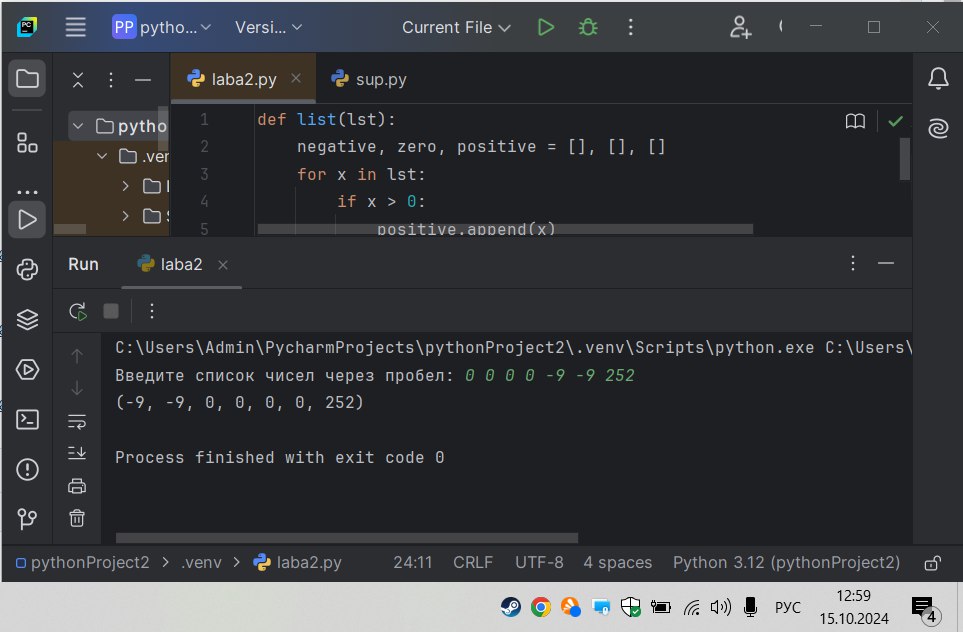 PC
PP pytho... Versi... Current File
laba2.py sup.py
pytho
.ver
1 def list(lst):
2 negative, zero, positive = [], [], []
3 for x in lst:
4 if x > 0:
5 positive.append(x)
Run laba2
C:\Users\Admin\PycharmProjects\pythonProject2\.venv\Scripts\python.exe C:\Users\
Введите список чисел через пробел: 0 0 0 0 -9 -9 252
(-9, -9, 0, 0, 0, 0, 252)
Process finished with exit code 0
pythonProject2 > .venv > laba2.py 24:11 CRLF UTF-8 4 spaces Python 3.12 (pythonProject2)
РУС
12:59
15.10.2024
4